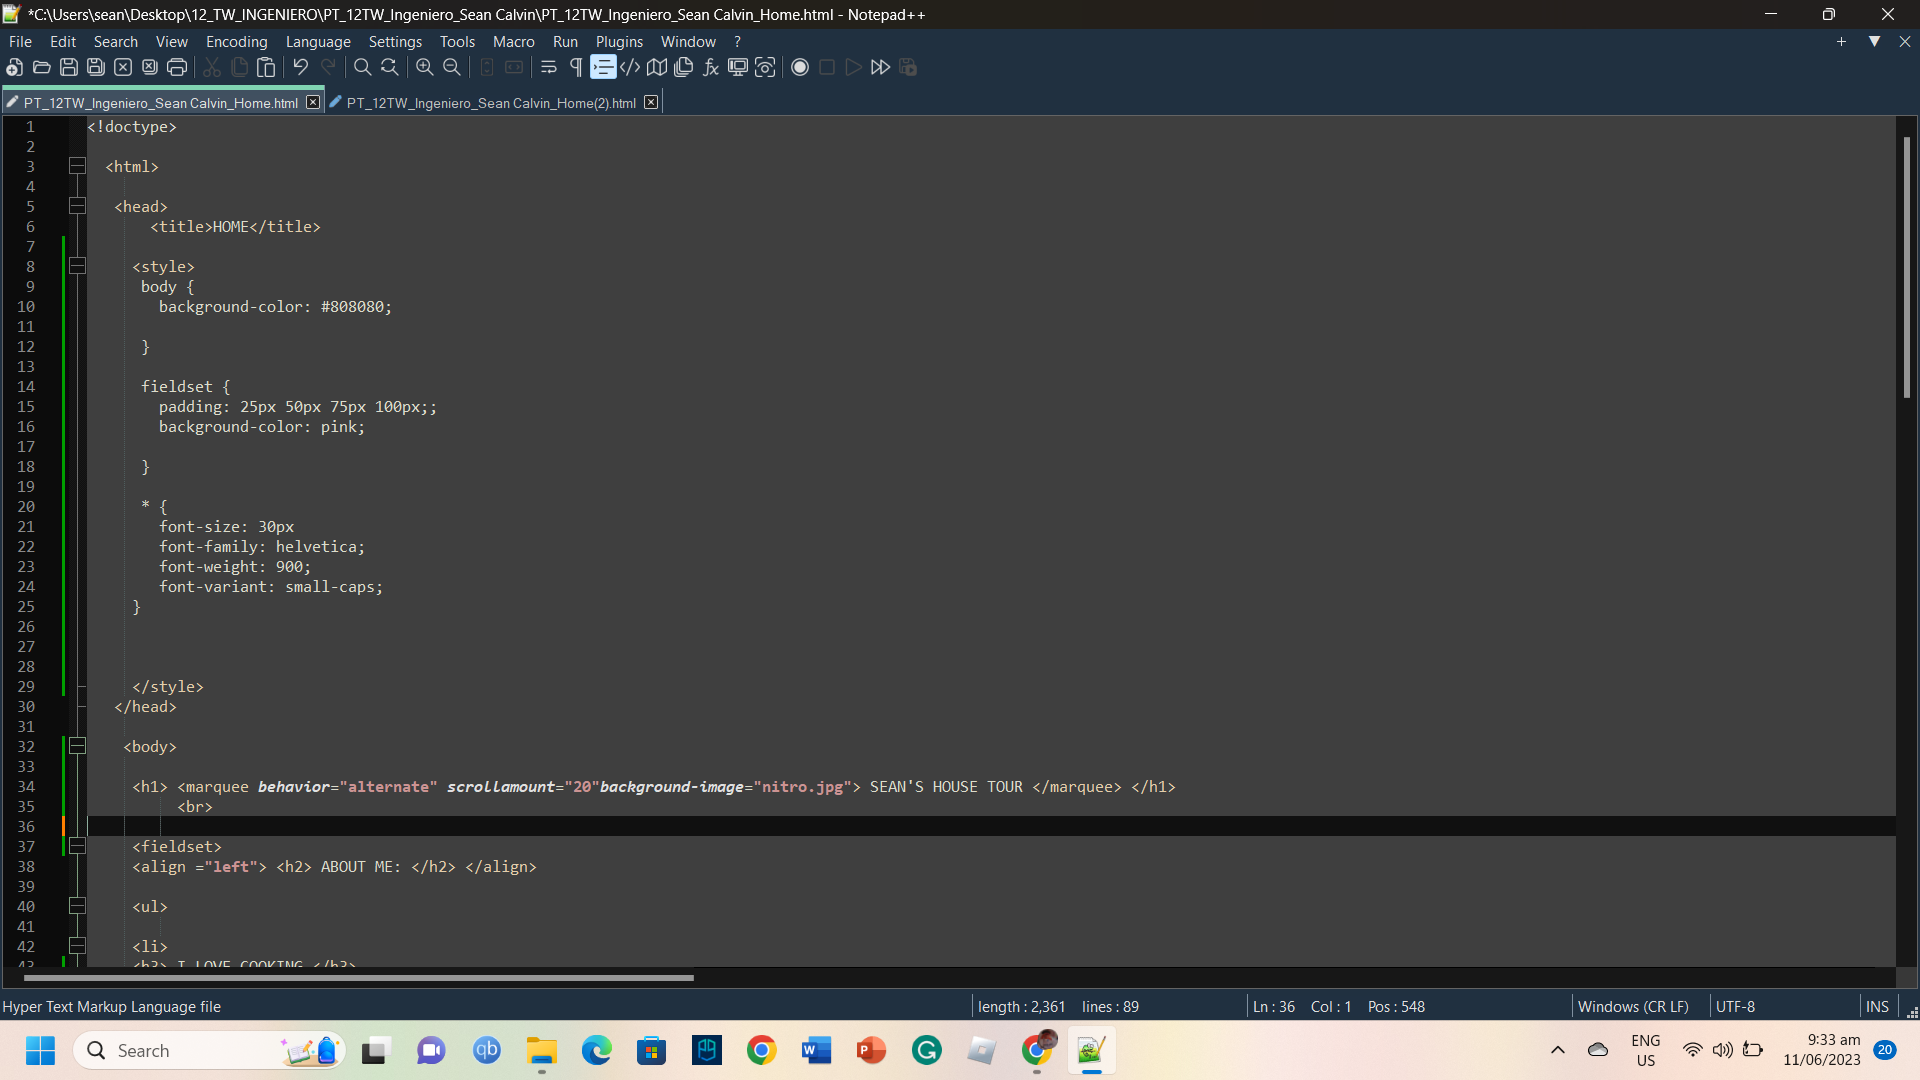 *C:\Users\sean\Desktop\12_TW_INGENIERO\PT_12TW_Ingeniero_Sean Calvin\PT_12TW_Ingeniero_Sean Calvin_Home.html - Notepad++
File Edit Search View Encoding Language Settings Tools Macro Run Plugins Window ?
PT_12TW_Ingeniero_Sean Calvin_Home.html PT_12TW_Ingeniero_Sean Calvin_Home(2).html
1 <!doctype>
2
3 <html>
4
5 <head>
6 <title>HOME</title>
7
8 <style>
9 body {
10 background-color: #808080;
11
12 }
13
14 fieldset {
15 padding: 25px 50px 75px 100px;;
16 background-color: pink;
17
18 }
19
20 * {
21 font-size: 30px
22 font-family: helvetica;
23 font-weight: 900;
24 font-variant: small-caps;
25 }
26
27
28
29 </style>
30 </head>
31
32 <body>
33
34 <h1> <marquee behavior="alternate" scrollamount="20"background-image="nitro.jpg"> SEAN'S HOUSE TOUR </marquee> </h1>
35 <br>
36
37 <fieldset>
38 <align ="left"> <h2> ABOUT ME: </h2> </align>
39
40 <ul>
41
42 <li>
43 <h3> I LOVE COOKING </h3>
Hyper Text Markup Language file length : 2,361 lines : 89 Ln : 36 Col : 1 Pos : 548 Windows (CR LF) UTF-8 INS
Search
qb
W
P
G
ENG
US
9:33 am
11/06/2023
20